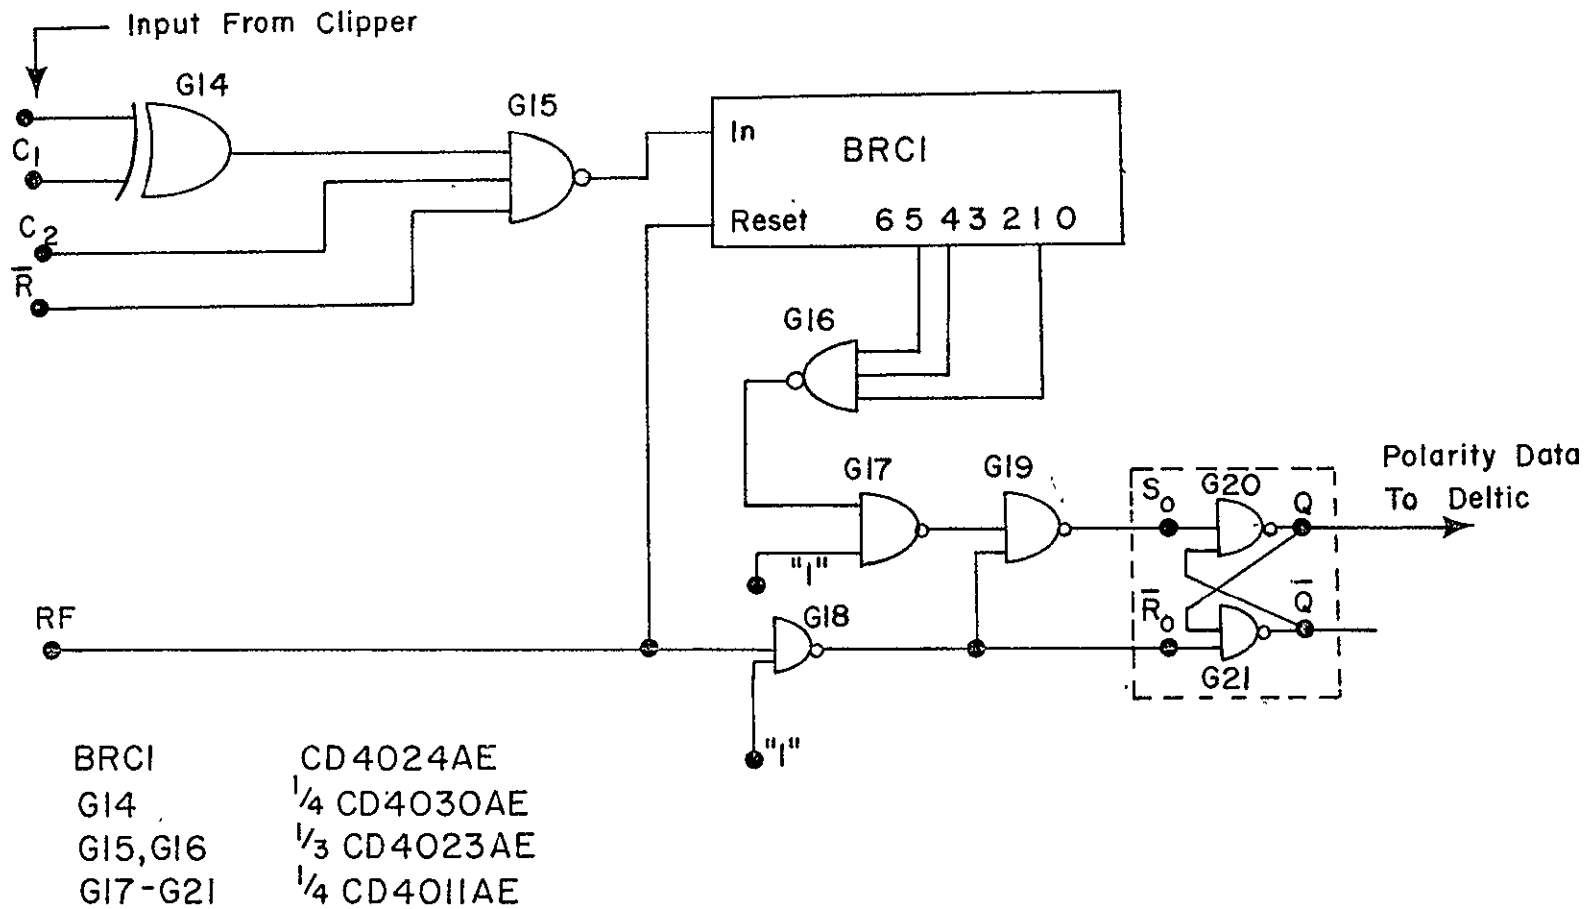 Input From Clipper
G14
G15
C1
C2
R̅
In
BRC1
Reset 6 5 4 3 2 1 0
G16
G17
G19
"1"
G18
RF
"1"
S0
G20
Q
R̅0
Q̅
G21
Polarity Data
To Deltic
BRC1 CD4024AE
G14 1/4 CD4030AE
G15,G16 1/3 CD4023AE
G17-G21 1/4 CD4011AE